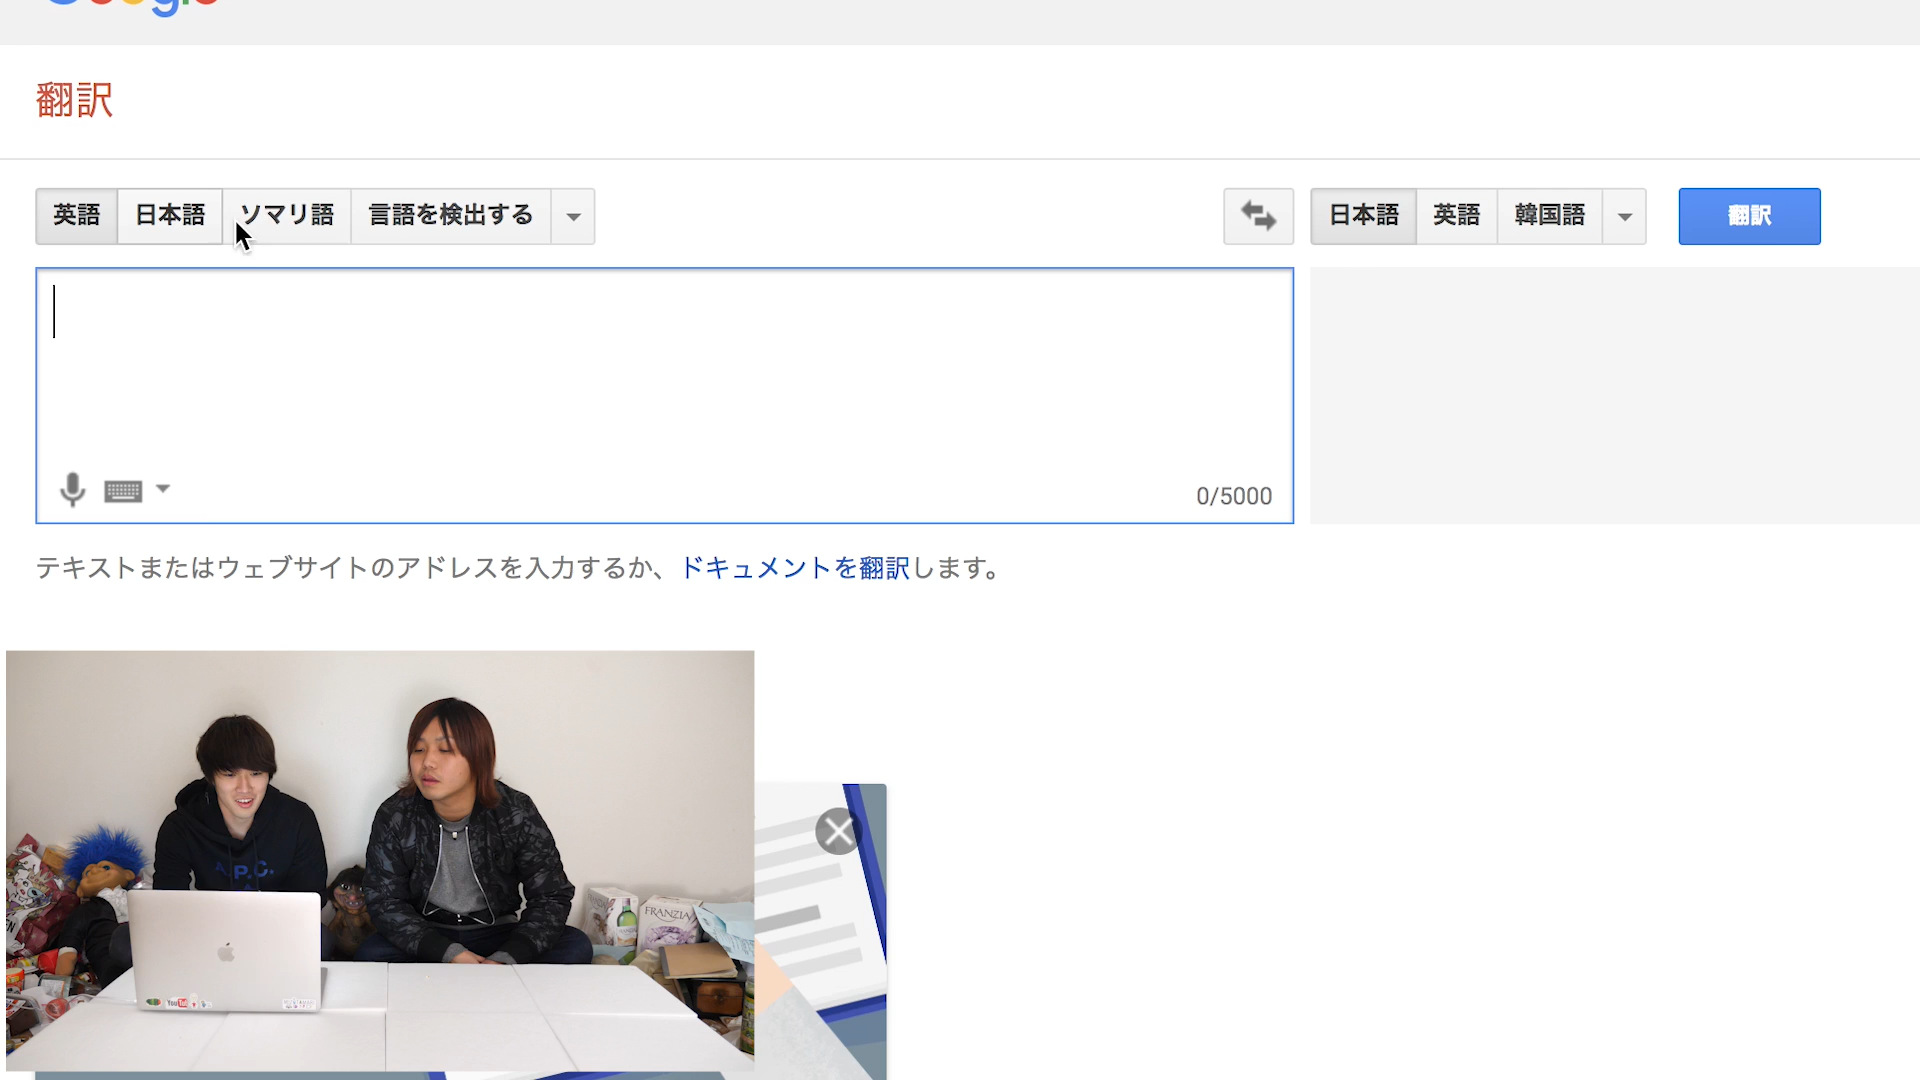 翻訳
英語 日本語 ソマリ語 言語を検出する
日本語 英語 韓国語 翻訳
0/5000
テキストまたはウェブサイトのアドレスを入力するか、ドキュメントを翻訳します。
A.P.C.
FRANZIA
YouTube